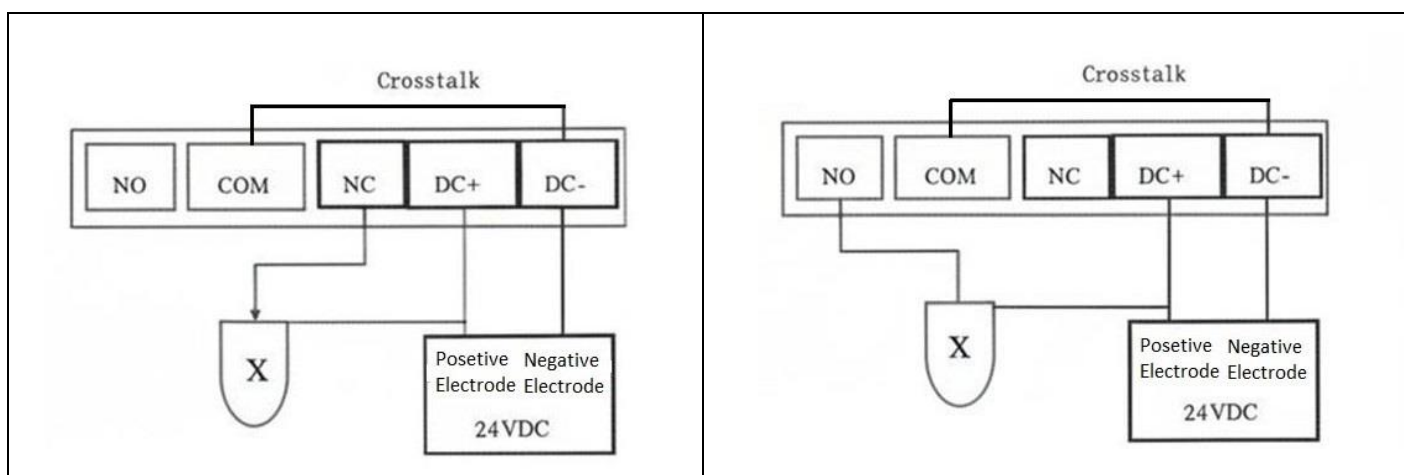 Crosstalk
NO COM NC DC+ DC-
X
Posetive Negative
Electrode Electrode
24VDC
Crosstalk
NO COM NC DC+ DC-
X
Posetive Negative
Electrode Electrode
24VDC